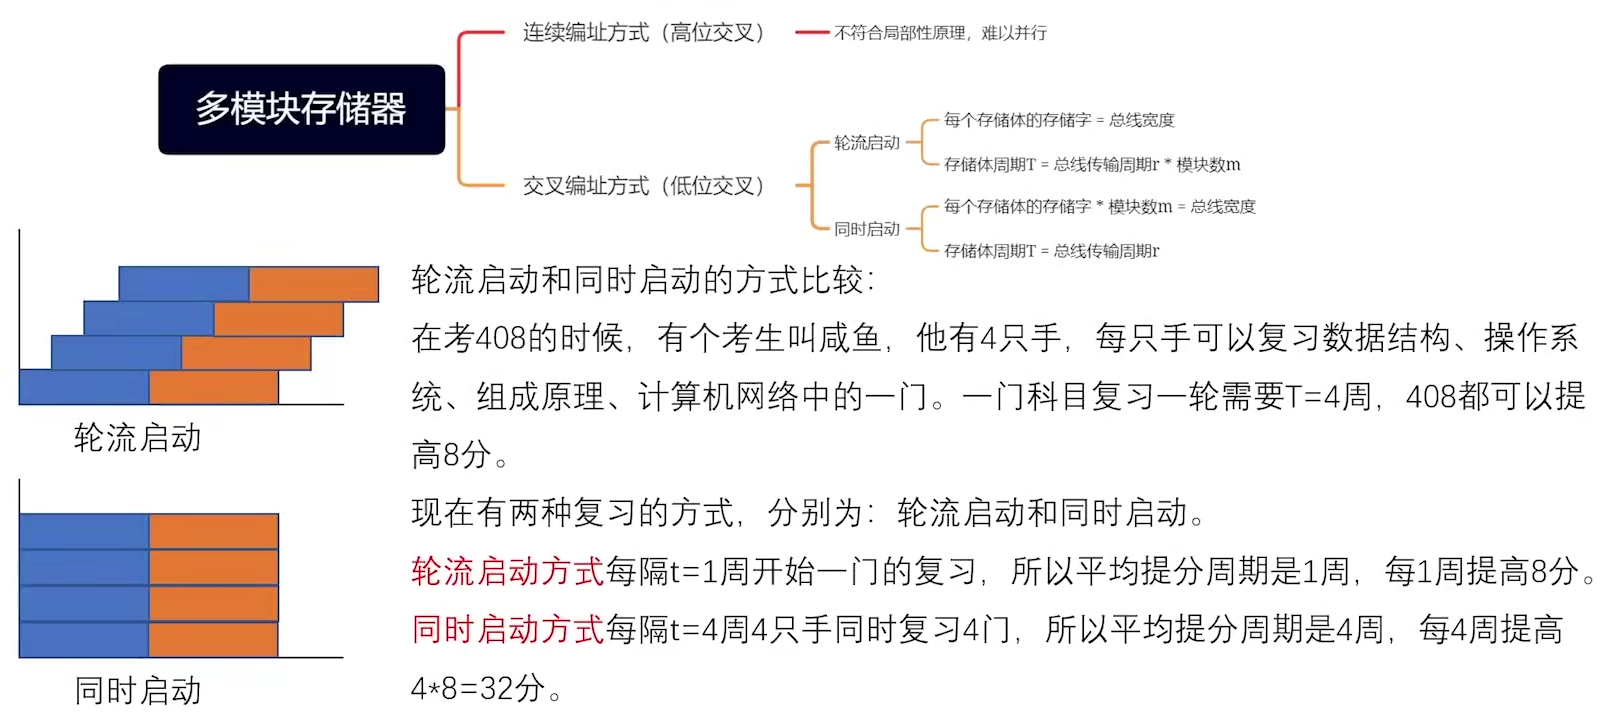 多模块存储器
连续编址方式（高位交叉）
不符合局部性原理，难以并行
交叉编址方式（低位交叉）
轮流启动
每个存储体的存储字 = 总线宽度
存储体周期T = 总线传输周期r * 模块数m
同时启动
每个存储体的存储字 * 模块数m = 总线宽度
存储体周期T = 总线传输周期r
轮流启动
同时启动
轮流启动和同时启动的方式比较：
在考408的时候，有个考生叫咸鱼，他有4只手，每只手可以复习数据结构、操作系
统、组成原理、计算机网络中的一门。一门科目复习一轮需要T=4周，408都可以提
高8分。
现在有两种复习的方式，分别为：轮流启动和同时启动。
轮流启动方式每隔t=1周开始一门的复习，所以平均提分周期是1周，每1周提高8分。
同时启动方式每隔t=4周4只手同时复习4门，所以平均提分周期是4周，每4周提高
4*8=32分。